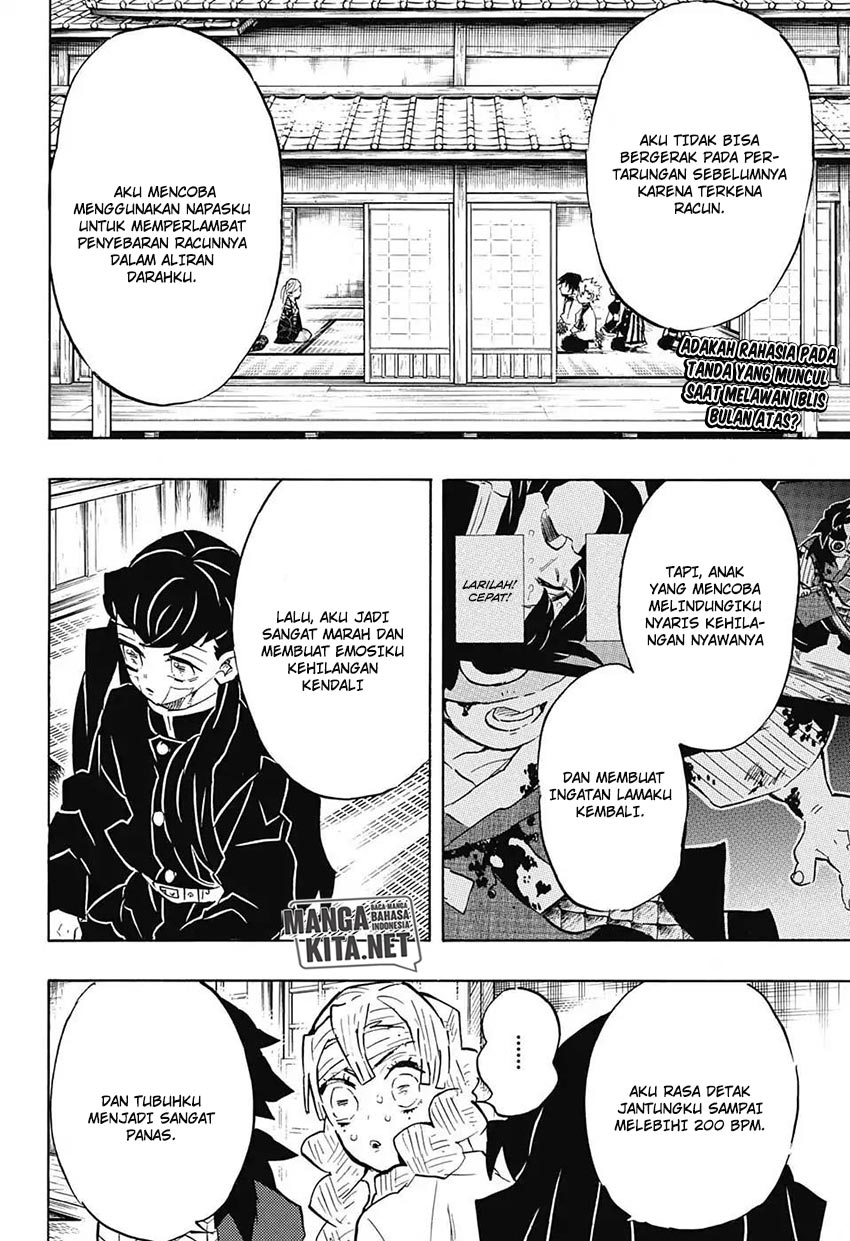 AKU TIDAK BISA
BERGERAK PADA PER-
TARUNGAN SEBELUMNYA
KARENA TERKENA
RACUN.
AKU MENCOBA
MENGGUNAKAN NAPASKU
UNTUK MEMPERLAMBAT
PENYEBARAN RACUNNYA
DALAM ALIRAN
DARAHKU.
ADAKAH RAHASIA PADA
TANDA YANG MUNCUL
SAAT MELAWAN IBLIS
BULAN ATAS?
TAPI, ANAK
YANG MENCOBA
MELINDUNGIKU
NYARIS KEHILA-
NGAN NYAWANYA
LARILAH!
CEPAT!
DAN MEMBUAT
INGATAN LAMAKU
KEMBALI.
LALU, AKU JADI
SANGAT MARAH DAN
MEMBUAT EMOSIKU
KEHILANGAN
KENDALI
MANGA
KITA.NET
BACA MANGA
BAHASA
INDONESIA
AKU RASA DETAK
JANTUNGKU SAMPAI
MELEBIHI 200 BPM.
......
DAN TUBUHKU
MENJADI SANGAT
PANAS.